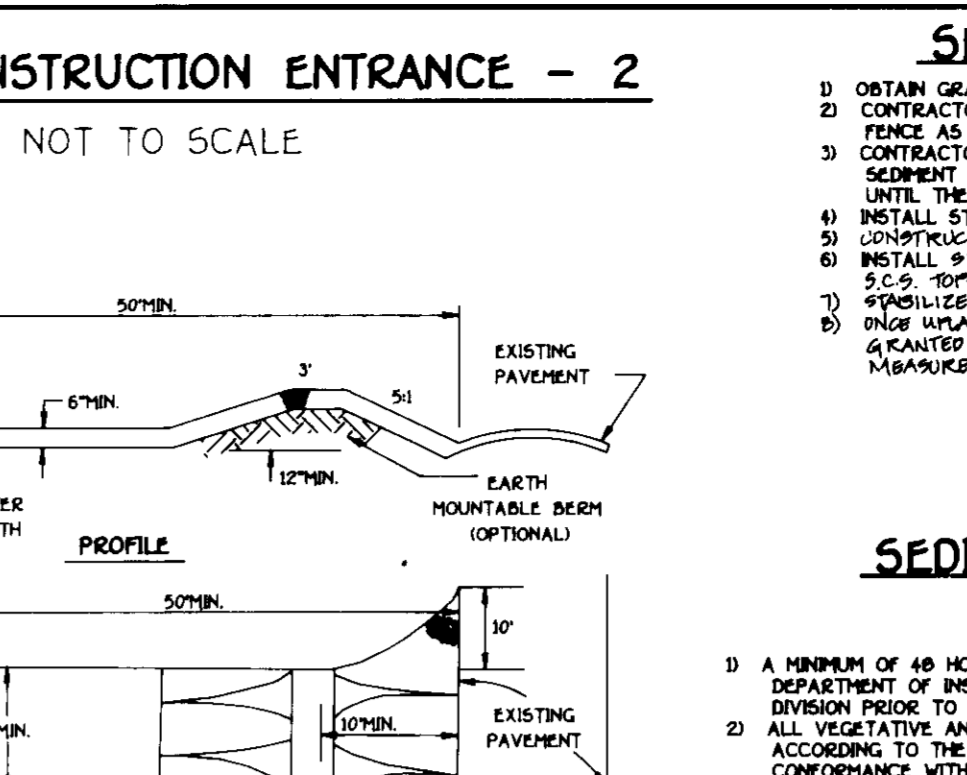 NSTRUCTION ENTRANCE - 2
NOT TO SCALE
50'MIN.
EXISTING
PAVEMENT
3'
5:1
6"MIN.
12"MIN.
EARTH
MOUNTABLE BERM
(OPTIONAL)
ER
TH
PROFILE
50'MIN.
10'
10'MIN.
EXISTING
PAVEMENT
MIN.
SE
1) OBTAIN GRA
2) CONTRACTO
FENCE AS
3) CONTRACTO
SEDIMENT
UNTIL THE
4) INSTALL ST
5) CONSTRUC
6) INSTALL S
S.C.S. TOP
7) STABILIZE
8) ONCE UPLA
GRANTED
MEASURE
SEDI
1) A MINIMUM OF 48 HO
DEPARTMENT OF INS
DIVISION PRIOR TO
2) ALL VEGETATIVE AN
ACCORDING TO THE
CONFORMANCE WITH